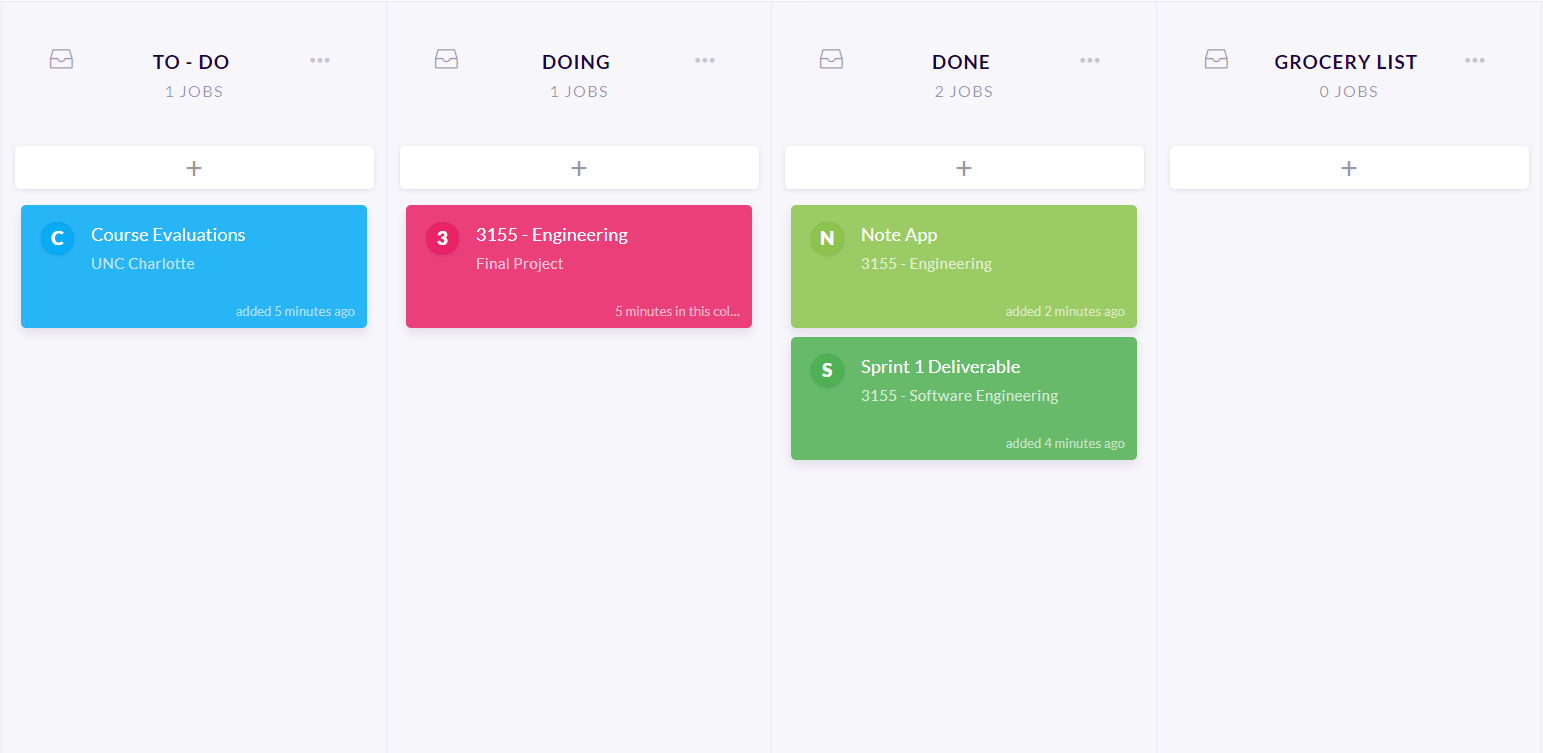 TO - DO
1 JOBS
+
C
Course Evaluations
UNC Charlotte
added 5 minutes ago
DOING
1 JOBS
+
3
3155 - Engineering
Final Project
5 minutes in this col...
DONE
2 JOBS
+
N
Note App
3155 - Engineering
added 2 minutes ago
S
Sprint 1 Deliverable
3155 - Software Engineering
added 4 minutes ago
GROCERY LIST
0 JOBS
+